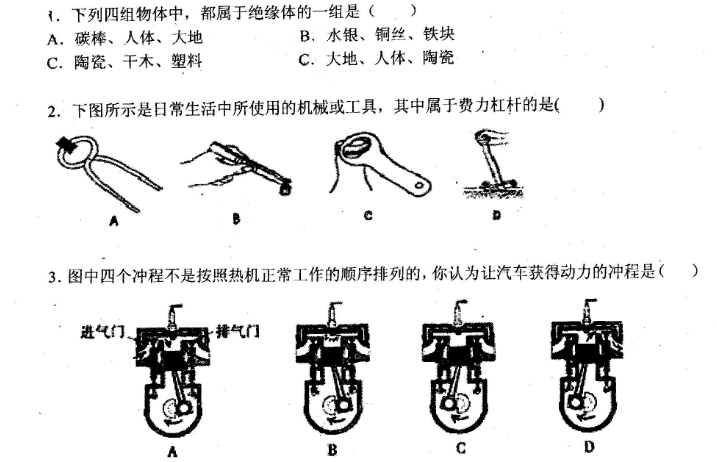 1．下列四组物体中，都属于绝缘体的一组是（　　）
A．碳棒、人体、大地　　B．水银、铜丝、铁块
C．陶瓷、干木、塑料　　C．大地、人体、陶瓷
2．下图所示是日常生活中所使用的机械或工具，其中属于费力杠杆的是(　　)
A　B　C　D
3．图中四个冲程不是按照热机正常工作的顺序排列的，你认为让汽车获得动力的冲程是（　　）
进气门　排气门
A　B　C　D